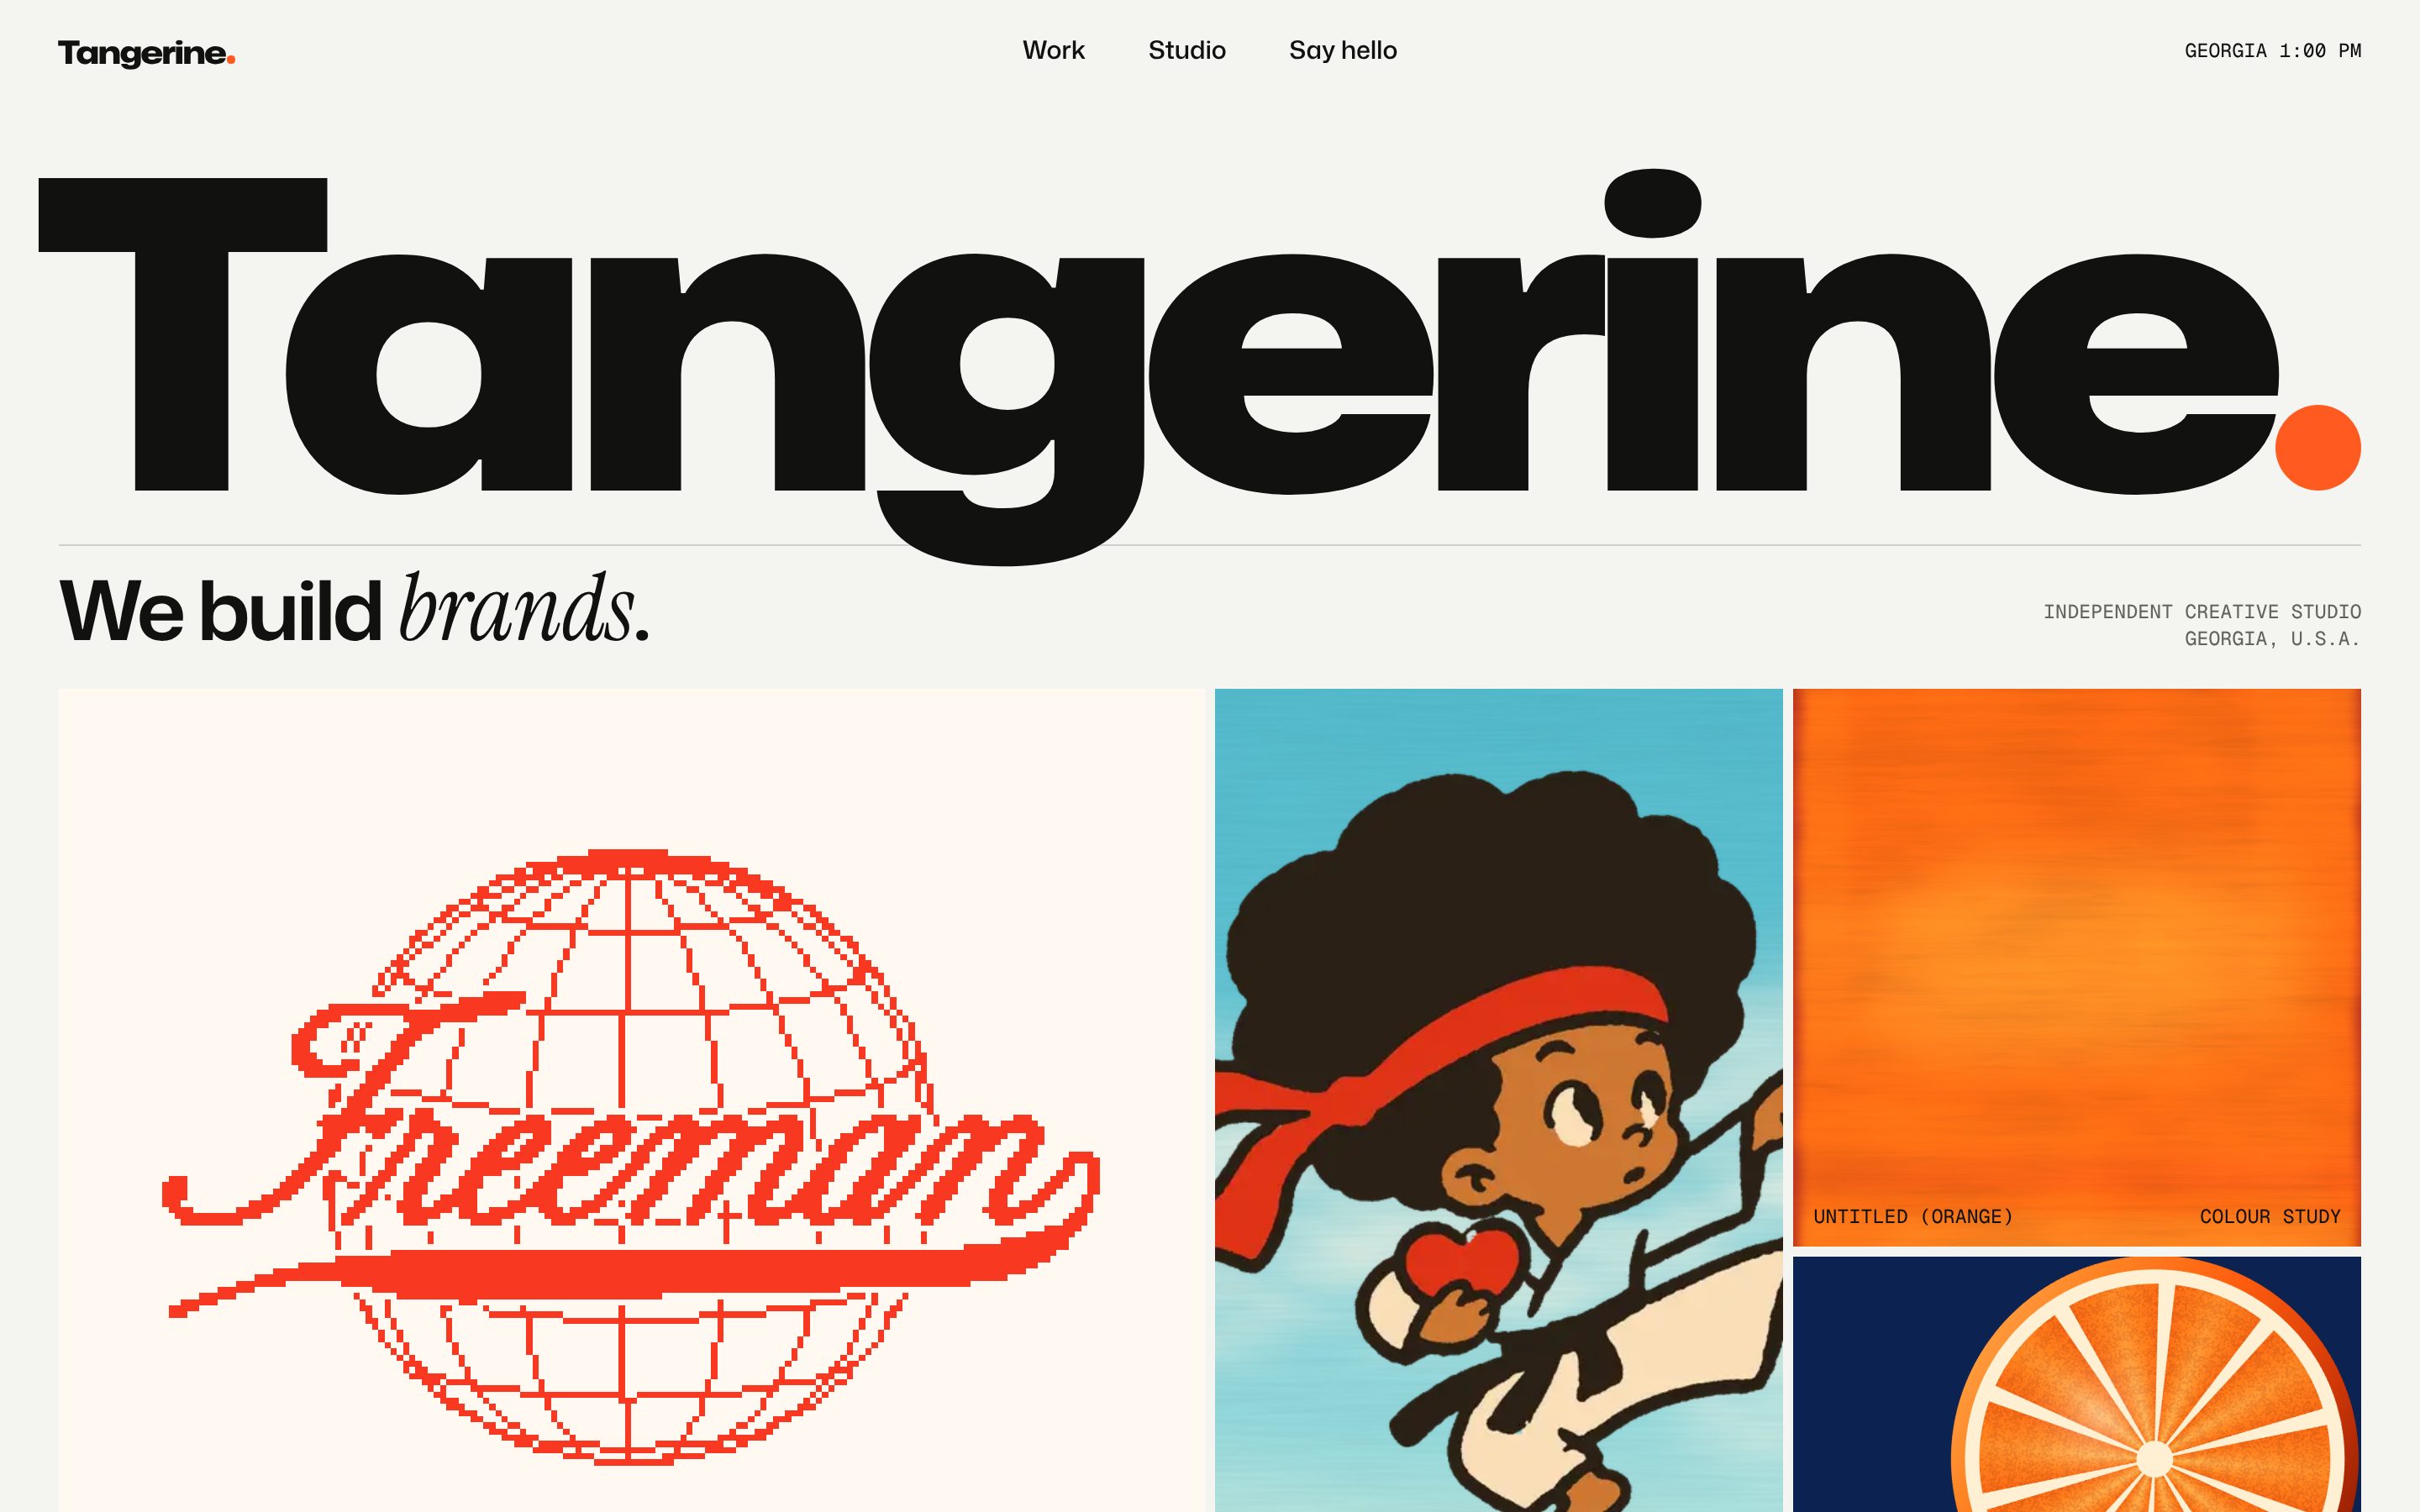 Tangerine.
Work
Studio
Say hello
GEORGIA 1:00 PM
Tangerine.
We build brands.
INDEPENDENT CREATIVE STUDIO
GEORGIA, U.S.A.
Freeman
UNTITLED (ORANGE)
COLOUR STUDY